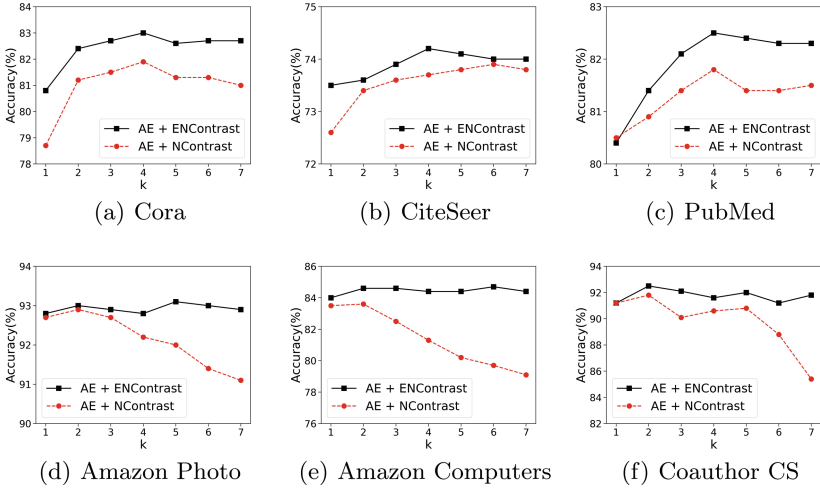 84
83
82
81
80
79
78
Accuracy(%)
AE + ENContrast
AE + NContrast
1 2 3 4 5 6 7
k
(a) Cora
75
74
73
72
Accuracy(%)
AE + ENContrast
AE + NContrast
1 2 3 4 5 6 7
k
(b) CiteSeer
83
82
81
80
Accuracy(%)
AE + ENContrast
AE + NContrast
1 2 3 4 5 6 7
k
(c) PubMed
94
93
92
91
90
Accuracy(%)
AE + ENContrast
AE + NContrast
1 2 3 4 5 6 7
k
(d) Amazon Photo
86
84
82
80
78
76
Accuracy(%)
AE + ENContrast
AE + NContrast
1 2 3 4 5 6 7
k
(e) Amazon Computers
94
92
90
88
86
84
82
Accuracy(%)
AE + ENContrast
AE + NContrast
1 2 3 4 5 6 7
k
(f) Coauthor CS